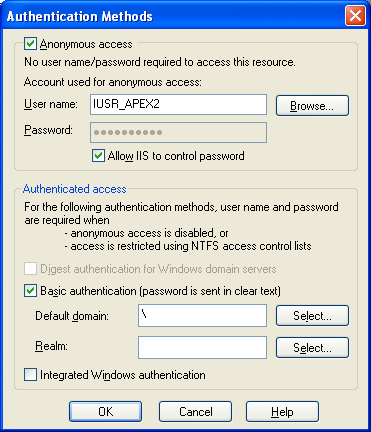 Authentication Methods
Anonymous access
No user name/password required to access this resource.
Account used for anonymous access:
User name: IUSR_APEX2 Browse...
Password: ●●●●●●●●●●
Allow IIS to control password
Authenticated access
For the following authentication methods, user name and password
are required when
- anonymous access is disabled, or
- access is restricted using NTFS access control lists
Digest authentication for Windows domain servers
Basic authentication (password is sent in clear text)
Default domain: \ Select...
Realm: Select...
Integrated Windows authentication
OK Cancel Help